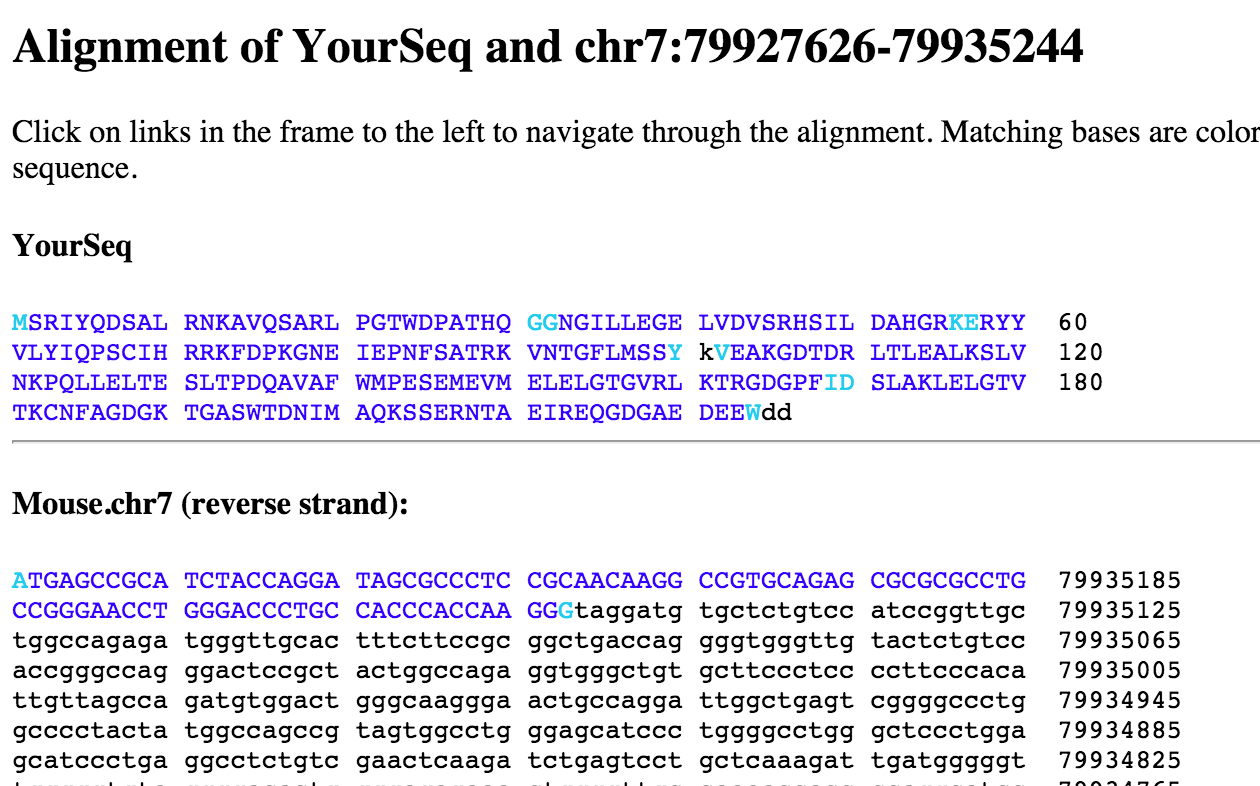 Alignment of YourSeq and chr7:79927626-79935244
Click on links in the frame to the left to navigate through the alignment. Matching bases are color
sequence.
YourSeq
MSRIYQDSAL RNKAVQSARL PGTWDPATHQ GGNGILLEGE LVDVSRHSIL DAHGRKERYY 60
VLYIQPSCIH RRKFDPKGNE IEPNFSATRK VNTGFLMSSY kVEAKGDTDR LTLEALKSLV 120
NKPQLLELTE SLTPDQAVAF WMPESEMEVM ELELGTGVRL KTRGDGPFID SLAKLELGTV 180
TKCNFAGDGK TGASWTDNIM AQKSSERNTA EIREQGDGAE DEEWdd
Mouse.chr7 (reverse strand):
ATGAGCCGCA TCTACCAGGA TAGCGCCCTC CGCAACAAGG CCGTGCAGAG CGCGCGCCTG 79935185
CCGGGAACCT GGGACCCTGC CACCCACCAA GGGtaggatg tgctctgtcc atccggttgc 79935125
tggccagaga tgggttgcac tttcttccgc ggctgaccag gggtgggttg tactctgtcc 79935065
accgggccag ggactccgct actggccaga ggtgggctgt gcttccctcc ccttcccaca 79935005
ttgttagcca gatgtggact gggcaaggga actgccagga ttggctgagt cggggccctg 79934945
gcccctacta tggccagccg tagtggcctg ggagcatccc tggggcctgg gctccctgga 79934885
gcatccctga ggcctctgtc gaactcaaga tctgagtcct gctcaaagat tgatgggggt 79934825